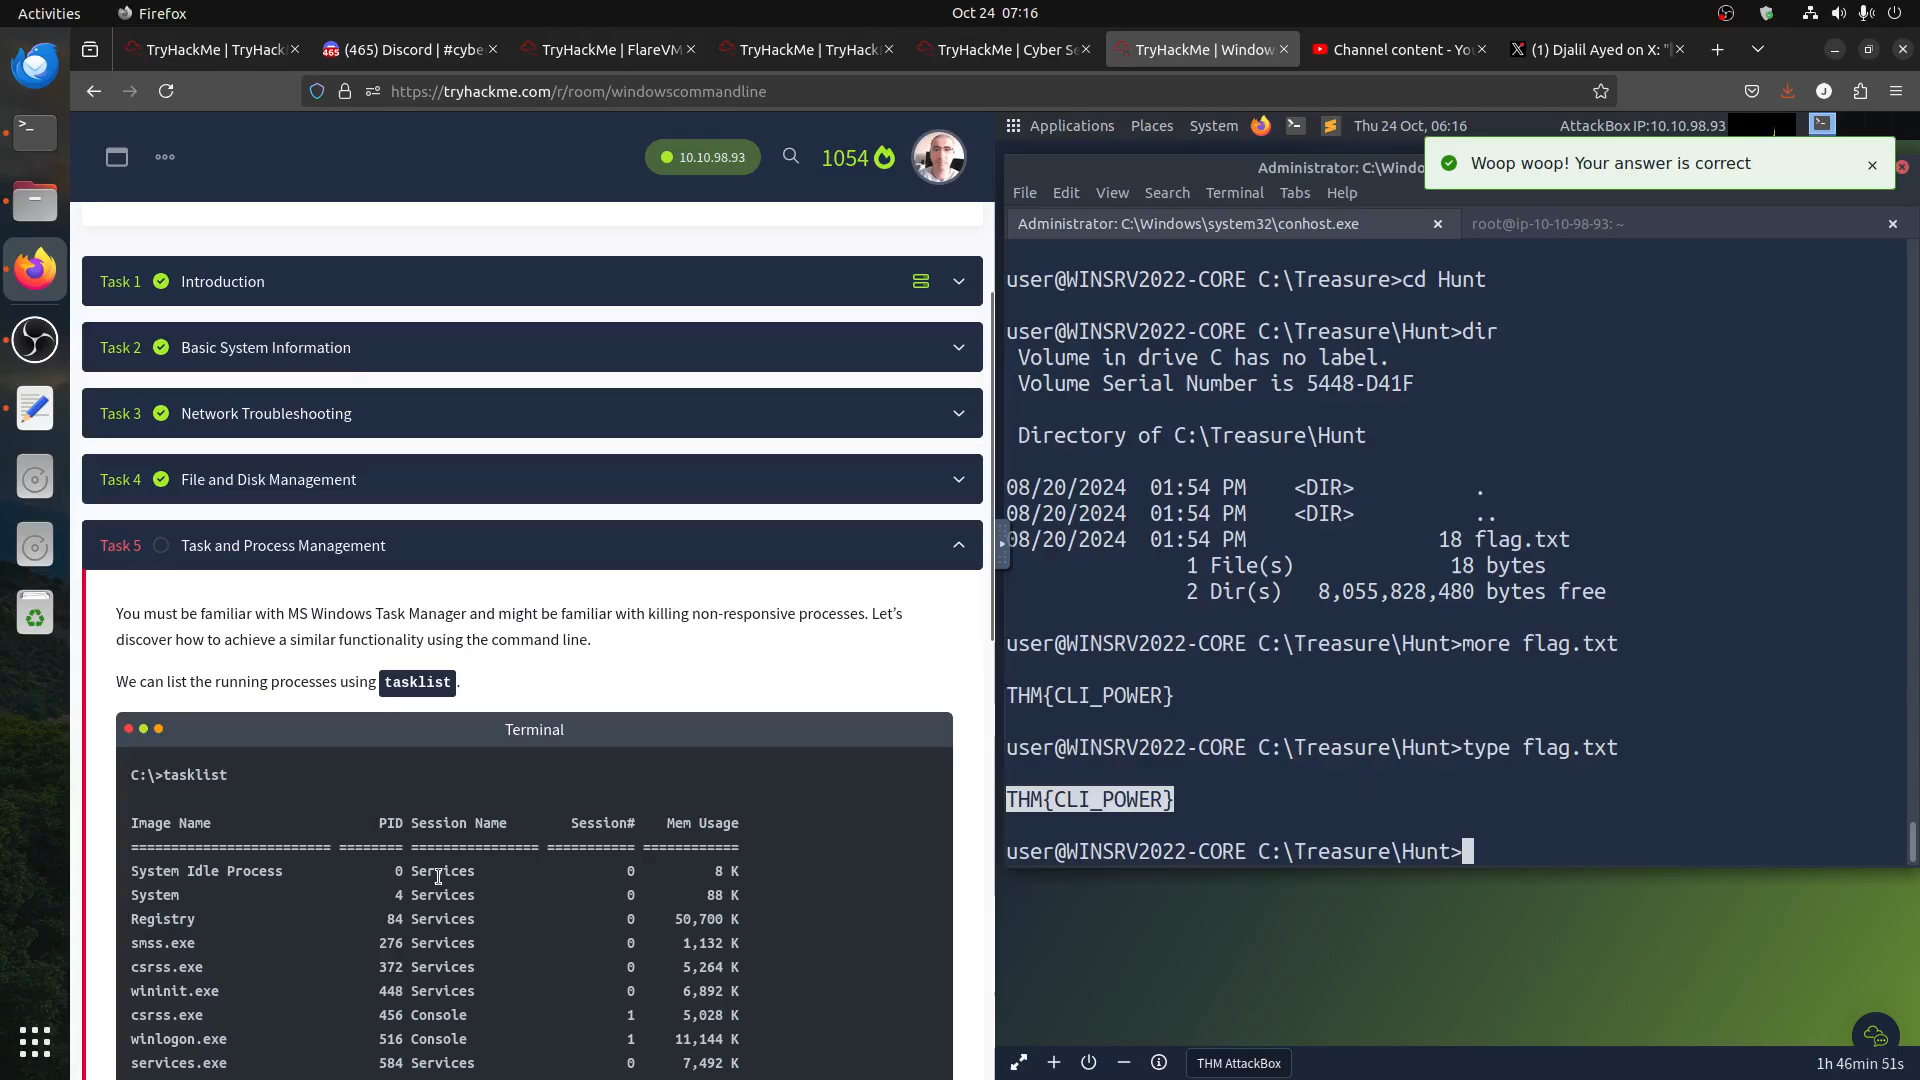 Activities
Firefox
Oct 24 07:16
TryHackMe | TryHack
(465) Discord | #cybe
TryHackMe | FlareVM
TryHackMe | TryHack
TryHackMe | Cyber Se
TryHackMe | Window
Channel content - You
(1) Djalil Ayed on X: "
https://tryhackme.com/r/room/windowscommandline
J
10.10.98.93
1054
Task 1 Introduction
Task 2 Basic System Information
Task 3 Network Troubleshooting
Task 4 File and Disk Management
Task 5 Task and Process Management
You must be familiar with MS Windows Task Manager and might be familiar with killing non-responsive processes. Let’s
discover how to achieve a similar functionality using the command line.
We can list the running processes using tasklist.
Terminal
C:\>tasklist
Image Name PID Session Name Session# Mem Usage
========================= ======== ================ =========== ============
System Idle Process 0 Services 0 8 K
System 4 Services 0 88 K
Registry 84 Services 0 50,700 K
smss.exe 276 Services 0 1,132 K
csrss.exe 372 Services 0 5,264 K
wininit.exe 448 Services 0 6,892 K
csrss.exe 456 Console 1 5,028 K
winlogon.exe 516 Console 1 11,144 K
services.exe 584 Services 0 7,492 K
Applications Places System Thu 24 Oct, 06:16 AttackBox IP:10.10.98.93
Administrator: C:\Windo
Woop woop! Your answer is correct
File Edit View Search Terminal Tabs Help
Administrator: C:\Windows\system32\conhost.exe
root@ip-10-10-98-93: ~
user@WINSRV2022-CORE C:\Treasure>cd Hunt
user@WINSRV2022-CORE C:\Treasure\Hunt>dir
Volume in drive C has no label.
Volume Serial Number is 5448-D41F
Directory of C:\Treasure\Hunt
08/20/2024 01:54 PM <DIR> .
08/20/2024 01:54 PM <DIR> ..
08/20/2024 01:54 PM 18 flag.txt
1 File(s) 18 bytes
2 Dir(s) 8,055,828,480 bytes free
user@WINSRV2022-CORE C:\Treasure\Hunt>more flag.txt
THM{CLI_POWER}
user@WINSRV2022-CORE C:\Treasure\Hunt>type flag.txt
THM{CLI_POWER}
user@WINSRV2022-CORE C:\Treasure\Hunt>
THM AttackBox
1h 46min 51s